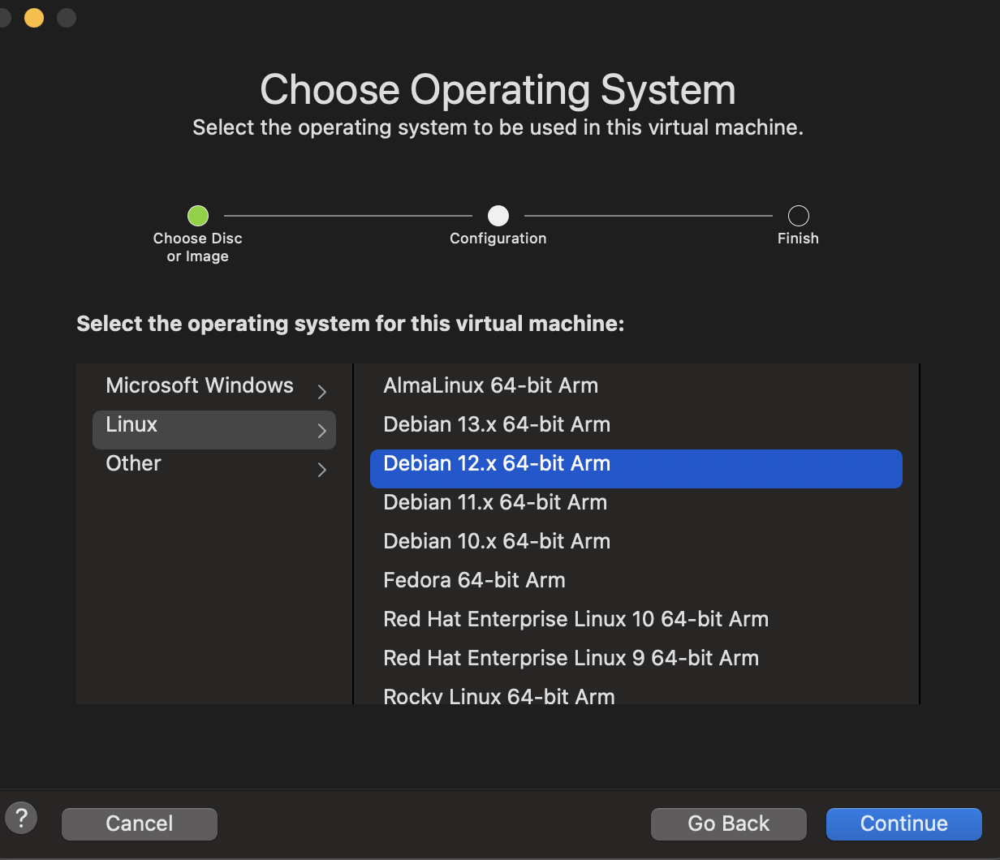 Choose Operating System
Select the operating system to be used in this virtual machine.
Choose Disc
or Image
Configuration
Finish
Select the operating system for this virtual machine:
Microsoft Windows
Linux
Other
AlmaLinux 64-bit Arm
Debian 13.x 64-bit Arm
Debian 12.x 64-bit Arm
Debian 11.x 64-bit Arm
Debian 10.x 64-bit Arm
Fedora 64-bit Arm
Red Hat Enterprise Linux 10 64-bit Arm
Red Hat Enterprise Linux 9 64-bit Arm
Rocky Linux 64-bit Arm
?
Cancel
Go Back
Continue